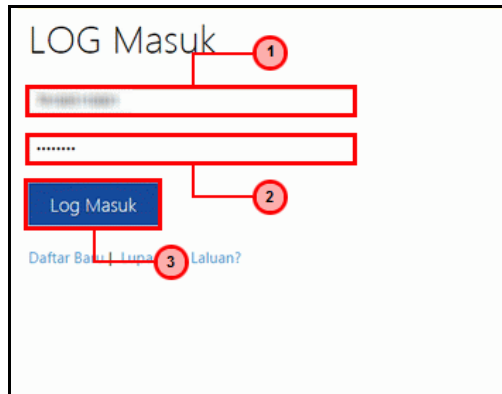 LOG Masuk
1
........
2
Log Masuk
3
Daftar Baru | Lupa Laluan?